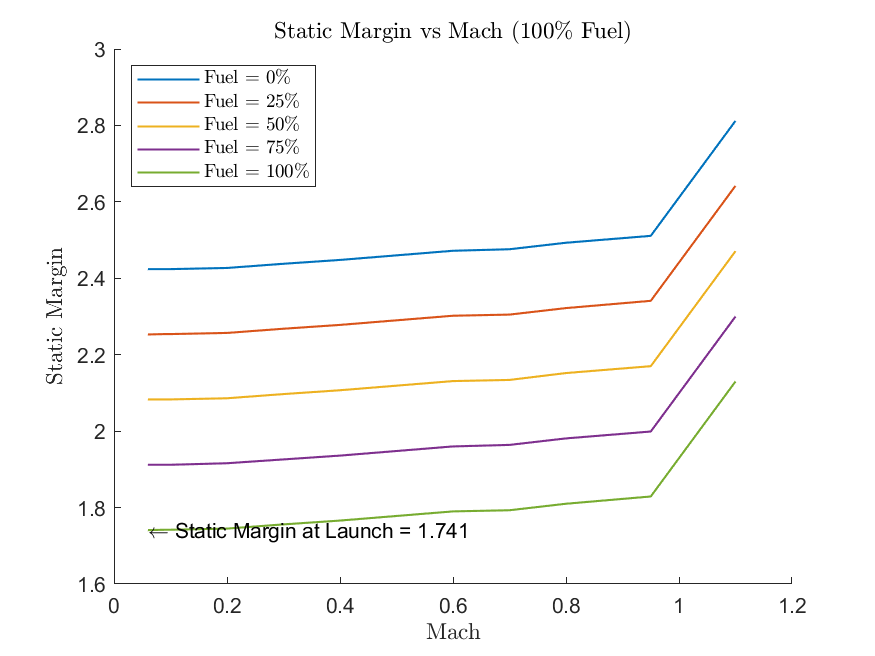 Static Margin vs Mach (100% Fuel)
3
Fuel = 0%
Fuel = 25%
Fuel = 50%
Fuel = 75%
Fuel = 100%
2.8
2.6
2.4
2.2
2
1.8
1.6
Static Margin
← Static Margin at Launch = 1.741
0 0.2 0.4 0.6 0.8 1 1.2
Mach